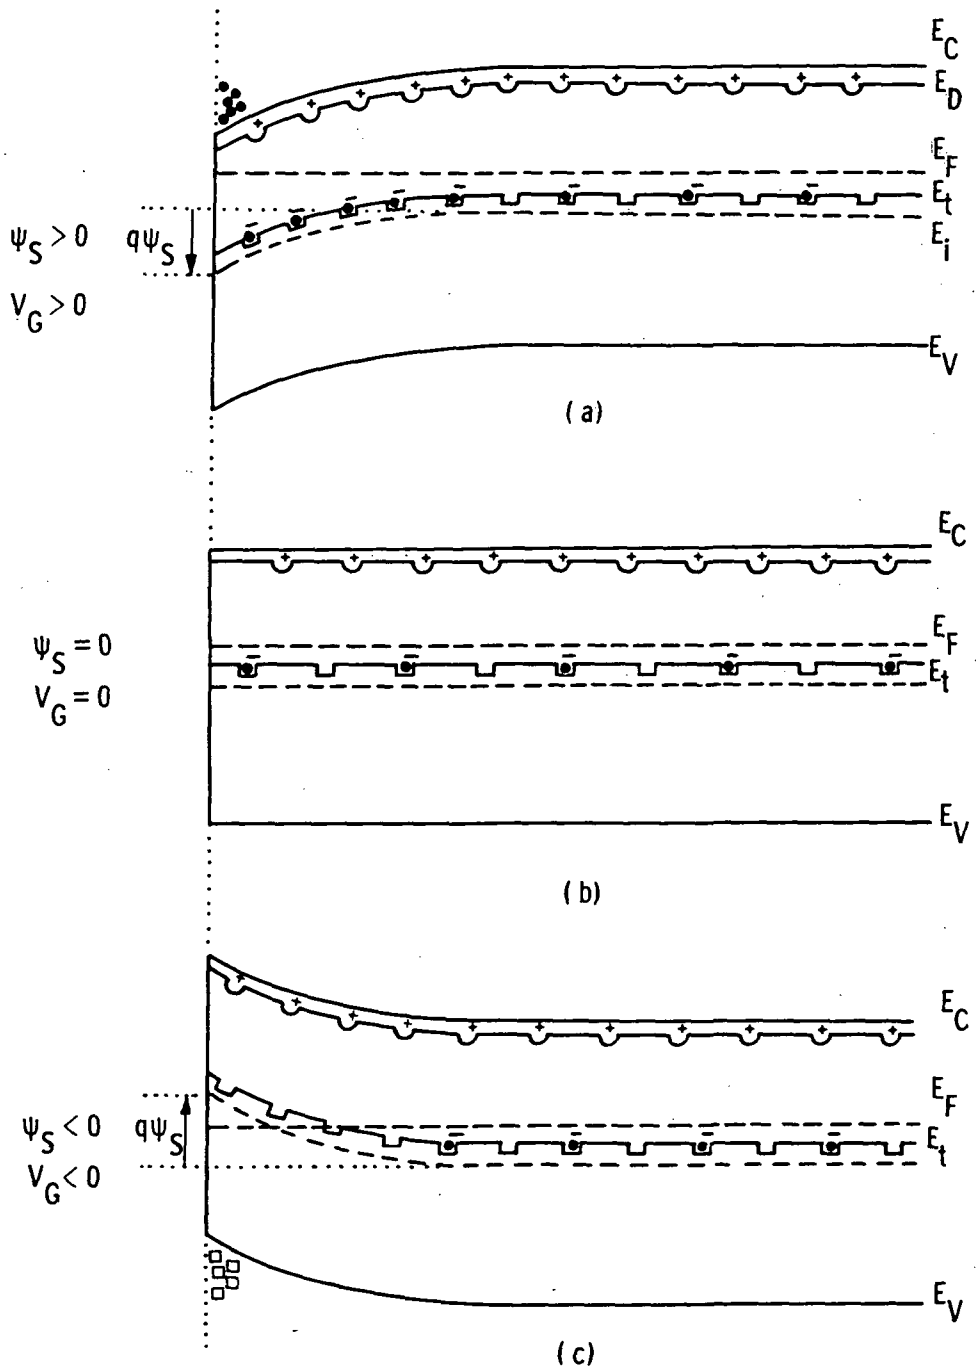 E_C
E_D
E_F
E_t
E_i
ψ_S > 0
qψ_S
V_G > 0
E_V
(a)
E_C
E_F
ψ_S = 0
E_t
V_G = 0
E_V
(b)
E_C
E_F
ψ_S < 0
qψ_S
E_t
V_G < 0
E_V
(c)